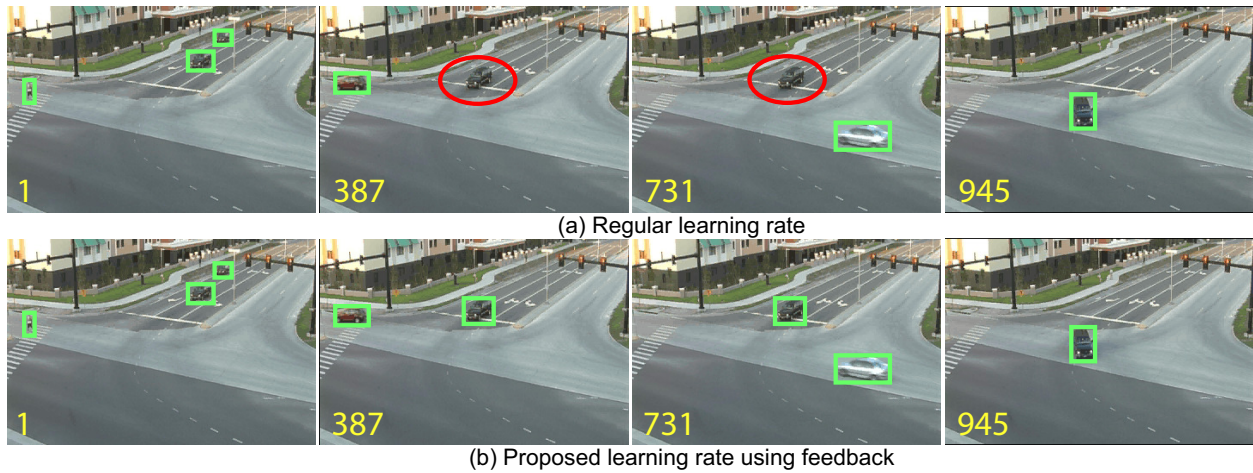 1 387 731 945
(a) Regular learning rate
1 387 731 945
(b) Proposed learning rate using feedback